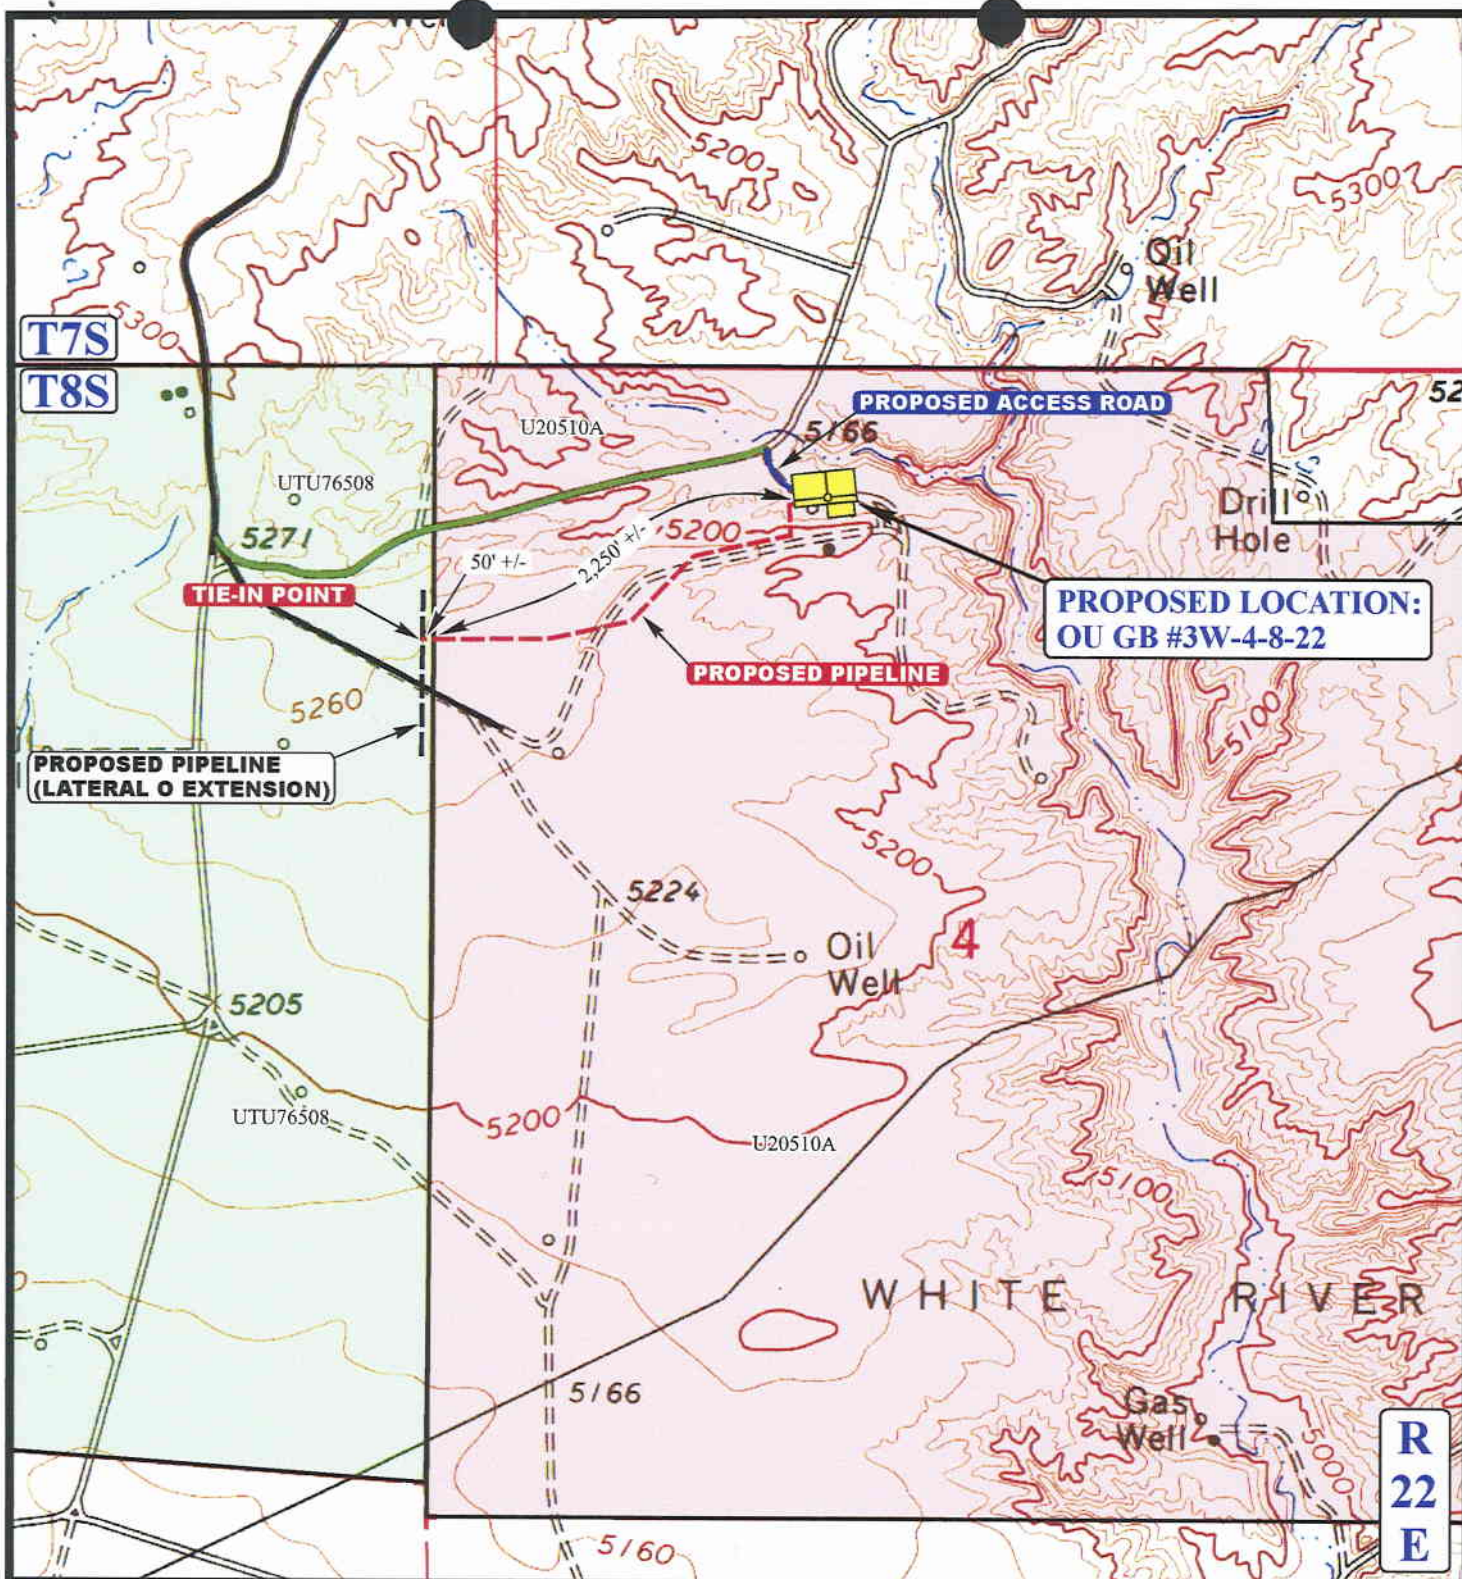 5200
5300
Oil
Well
5300
T7S
T8S
52
PROPOSED ACCESS ROAD
U20510A
5166
UTU76508
Drill
Hole
5271
5200
50' +/-
2,250' +/-
TIE-IN POINT
PROPOSED LOCATION:
OU GB #3W-4-8-22
PROPOSED PIPELINE
5260
5100
PROPOSED PIPELINE
(LATERAL O EXTENSION)
5200
5224
4
Oil
Well
5205
UTU76508
5200
U20510A
5100
WHITE RIVER
5166
Gas
Well
5000
R
22
E
5160